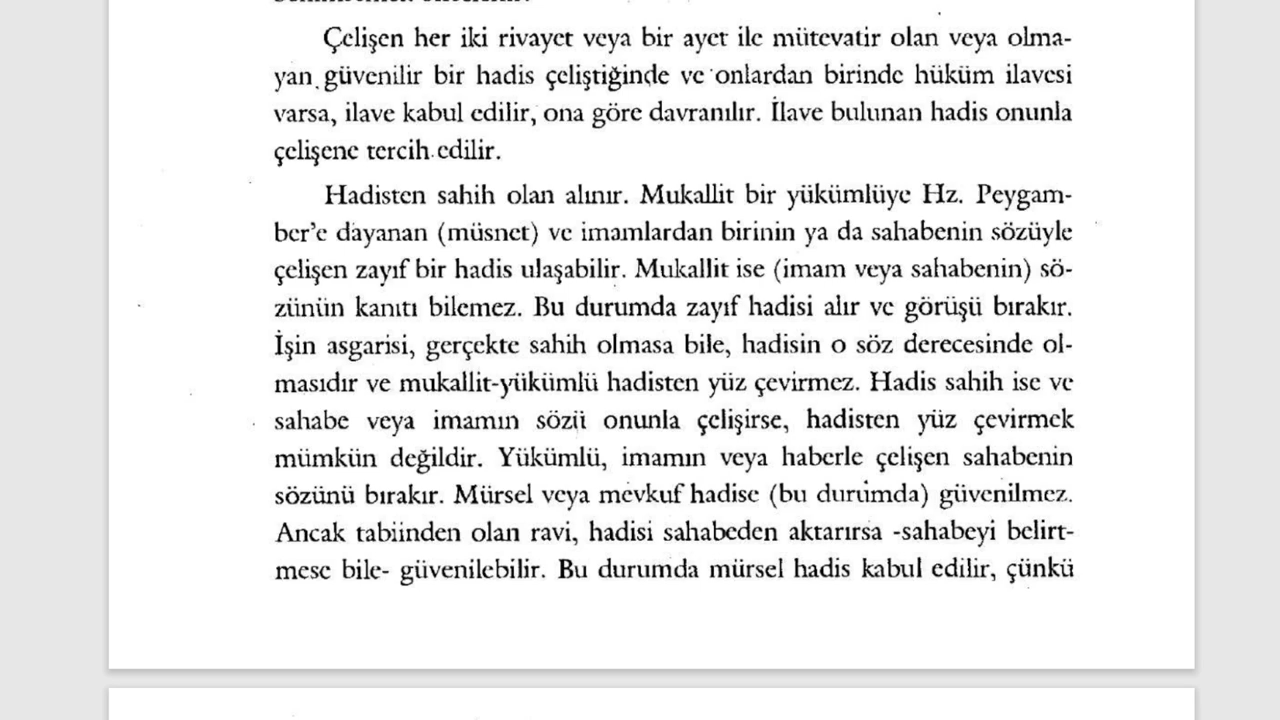 Çelişen her iki rivayet veya bir ayet ile mütevatir olan veya olma-
yan güvenilir bir hadis çeliştiğinde ve onlardan birinde hüküm ilavesi
varsa, ilave kabul edilir, ona göre davranılır. İlave bulunan hadis onunla
çelişene tercih edilir.
Hadisten sahih olan alınır. Mukallit bir yükümlüye Hz. Peygam-
ber'e dayanan (müsnet) ve imamlardan birinin ya da sahabenin sözüyle
çelişen zayıf bir hadis ulaşabilir. Mukallit ise (imam veya sahabenin) sö-
zünün kanıtı bilemez. Bu durumda zayıf hadisi alır ve görüşü bırakır.
İşin asgarisi, gerçekte sahih olmasa bile, hadisin o söz derecesinde ol-
masıdır ve mukallit-yükümlü hadisten yüz çevirmez. Hadis sahih ise ve
sahabe veya imamın sözü onunla çelişirse, hadisten yüz çevirmek
mümkün değildir. Yükümlü, imamın veya haberle çelişen sahabenin
sözünü bırakır. Mürsel veya mevkuf hadise (bu durumda) güvenilmez.
Ancak tabiinden olan ravi, hadisi sahabeden aktarırsa -sahabeyi belirt-
mese bile- güvenilebilir. Bu durumda mürsel hadis kabul edilir, çünkü